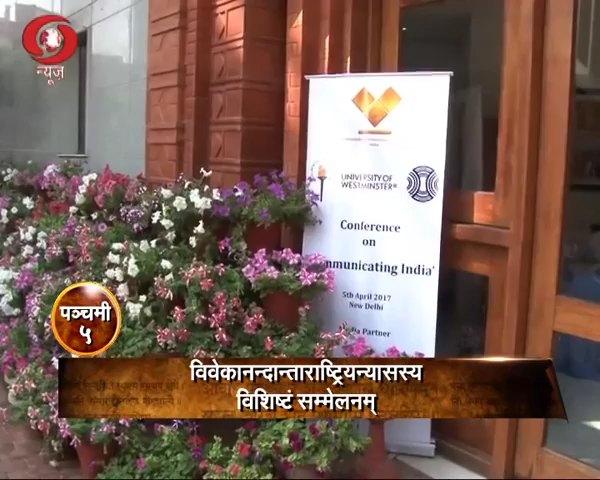 न्यूज़
UNIVERSITY OF
WESTMINSTER
Conference
on
mmunicating India'
5th April 2017
New Delhi
Partner
पञ्चमी
५
विवेकानन्दान्ताराष्ट्रियन्यासस्य
विशिष्टं सम्मेलनम्